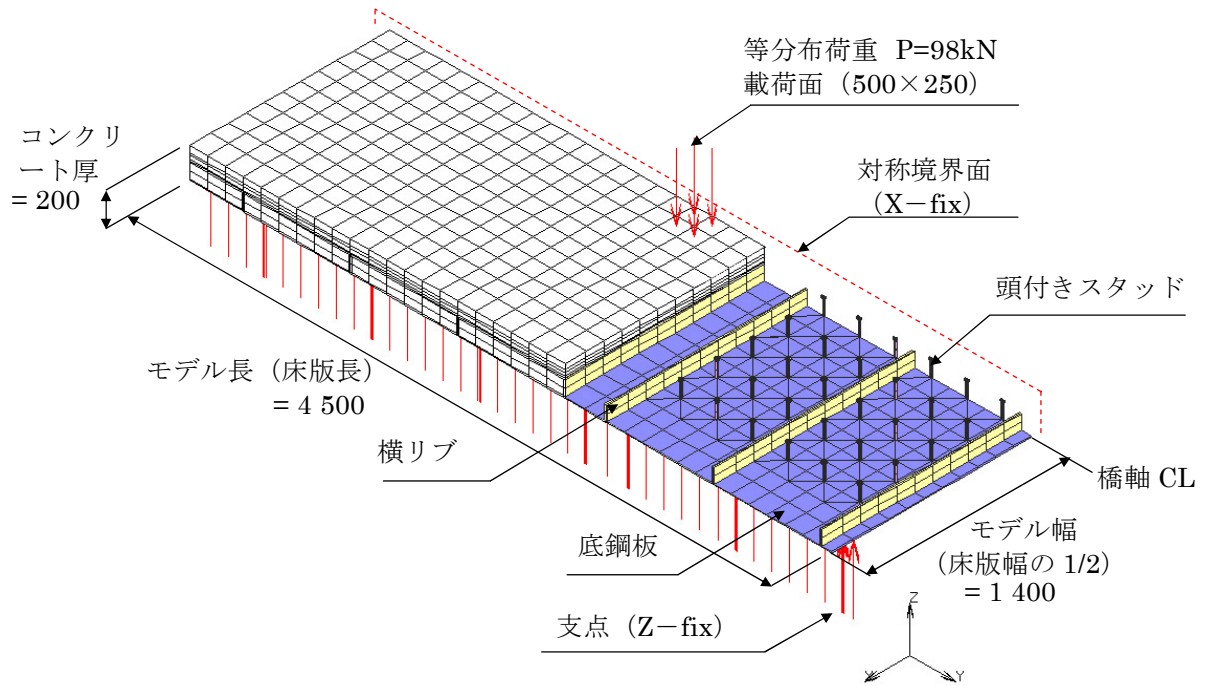 等分布荷重 P=98kN
載荷面（500×250）
コンクリ
ート厚
= 200
対称境界面
（X－fix）
頭付きスタッド
モデル長（床版長）
= 4 500
横リブ
橋軸 CL
モデル幅
（床版幅の 1/2）
= 1 400
底鋼板
支点（Z－fix）
Z
X
Y